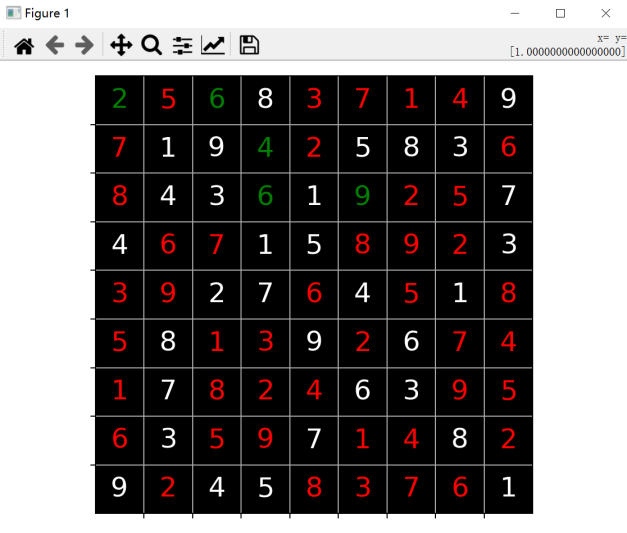 Figure 1
x= y=
[1.0000000000000000]
2 5 6 8 3 7 1 4 9
7 1 9 4 2 5 8 3 6
8 4 3 6 1 9 2 5 7
4 6 7 1 5 8 9 2 3
3 9 2 7 6 4 5 1 8
5 8 1 3 9 2 6 7 4
1 7 8 2 4 6 3 9 5
6 3 5 9 7 1 4 8 2
9 2 4 5 8 3 7 6 1